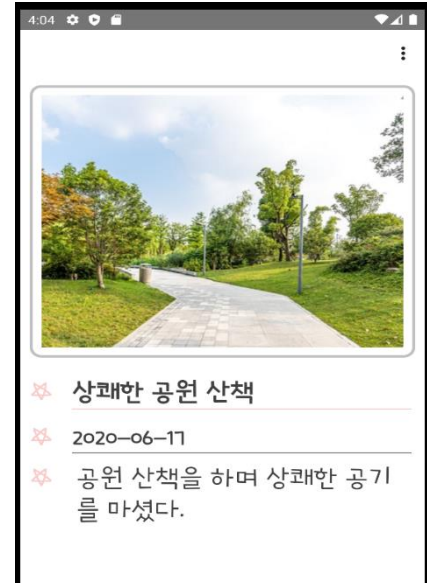 4:04
상쾌한 공원 산책
2020-06-17
공원 산책을 하며 상쾌한 공기
를 마셨다.